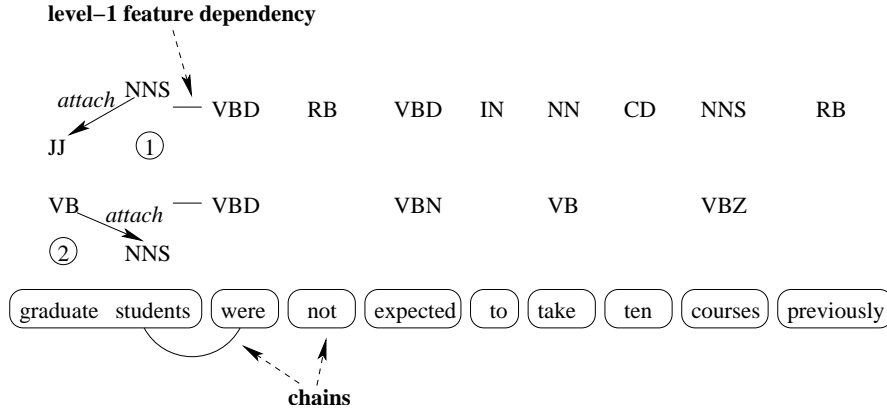 level−1 feature dependency
NNS
attach VBD RB VBD IN NN CD NNS RB
JJ 1
VB VBD VBN VB VBZ
attach
2 NNS
graduate students were not expected to take ten courses previously
chains